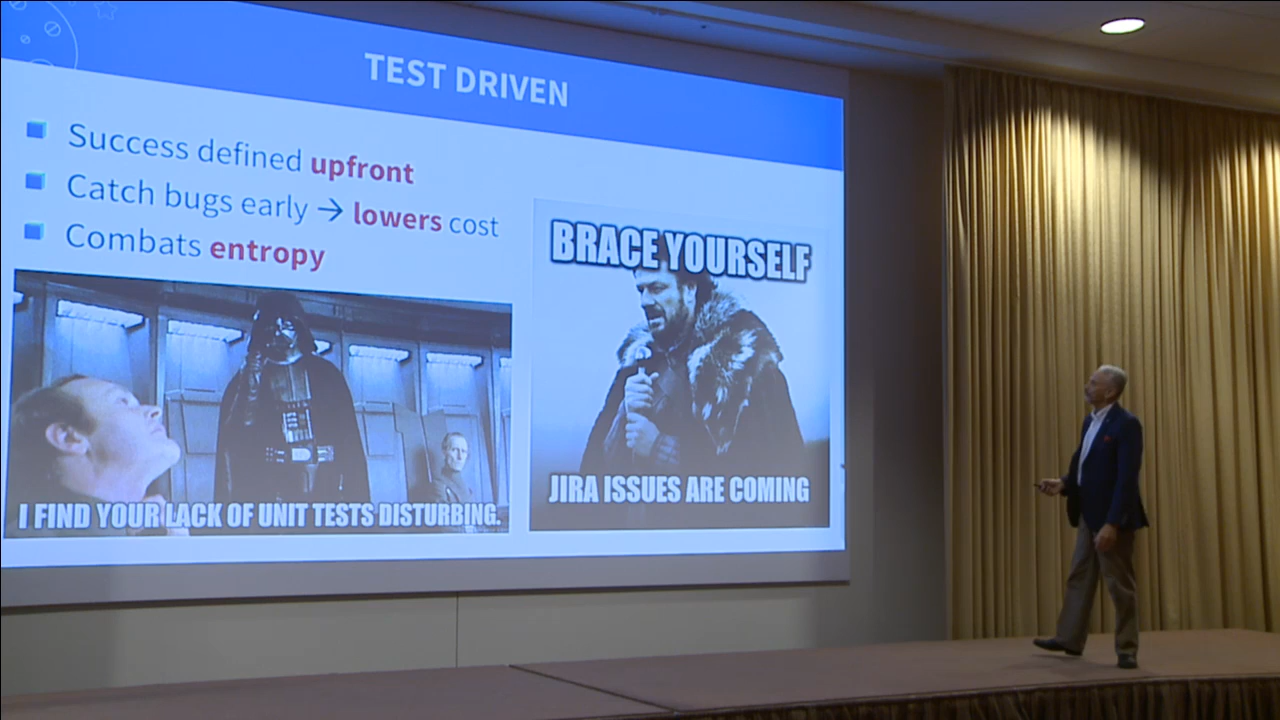 TEST DRIVEN
Success defined upfront
Catch bugs early → lowers cost
Combats entropy
I FIND YOUR LACK OF UNIT TESTS DISTURBING.
BRACE YOURSELF
JIRA ISSUES ARE COMING